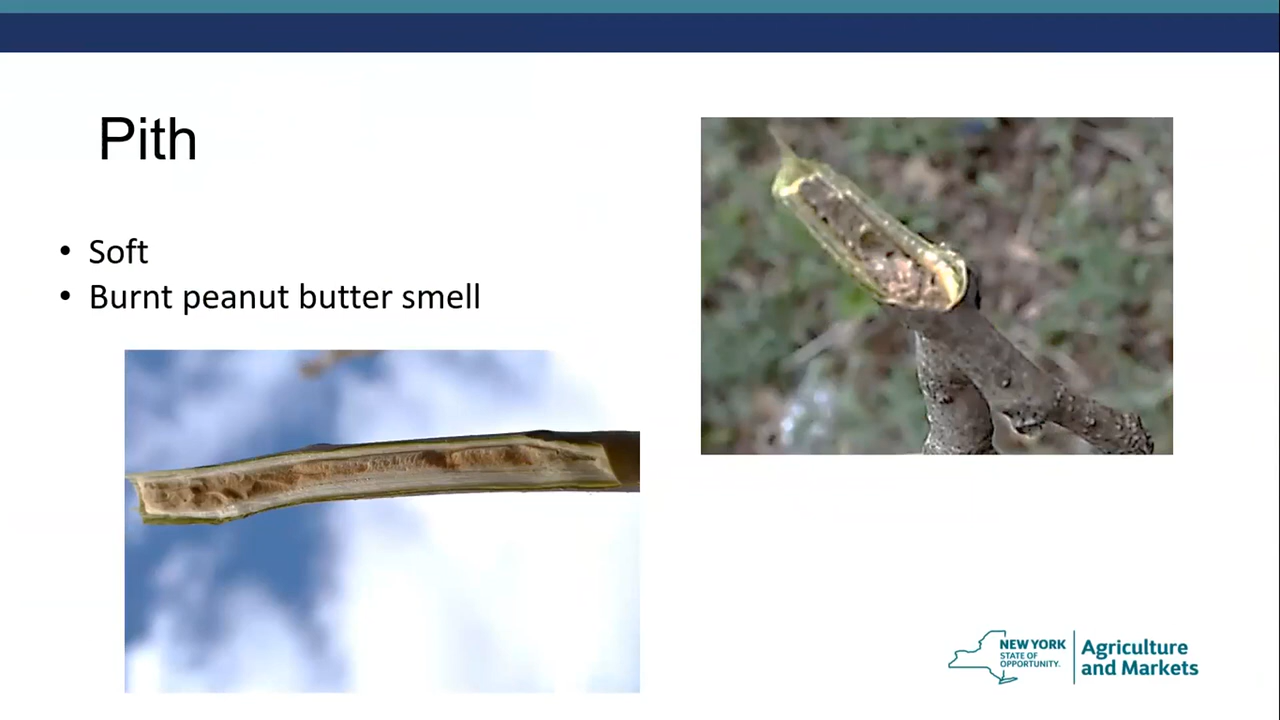 Pith
• Soft
• Burnt peanut butter smell
NEW YORK
STATE OF
OPPORTUNITY.
Agriculture
and Markets